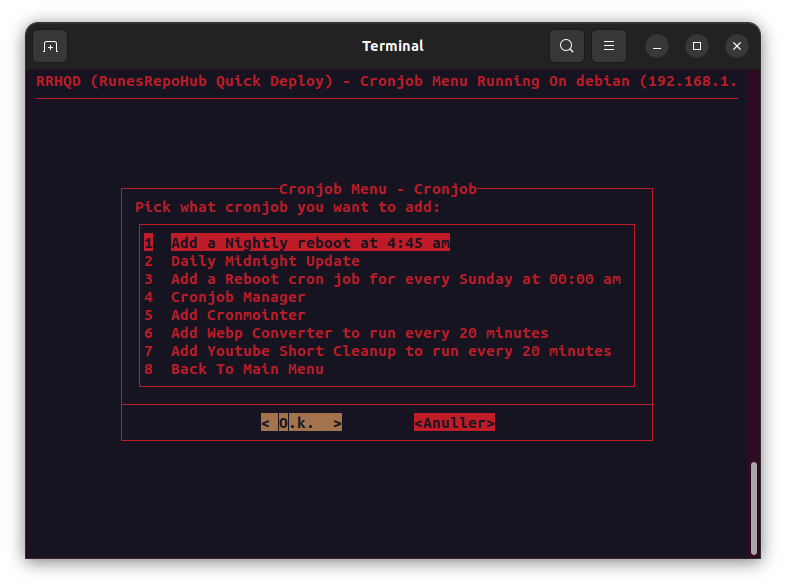 Terminal
RRHQD (RunesRepoHub Quick Deploy) - Cronjob Menu Running On debian (192.168.1.
Cronjob Menu - Cronjob
Pick what cronjob you want to add:
1 Add a Nightly reboot at 4:45 am
2 Daily Midnight Update
3 Add a Reboot cron job for every Sunday at 00:00 am
4 Cronjob Manager
5 Add Cronmointer
6 Add Webp Converter to run every 20 minutes
7 Add Youtube Short Cleanup to run every 20 minutes
8 Back To Main Menu
< O.k. > <Anuller>